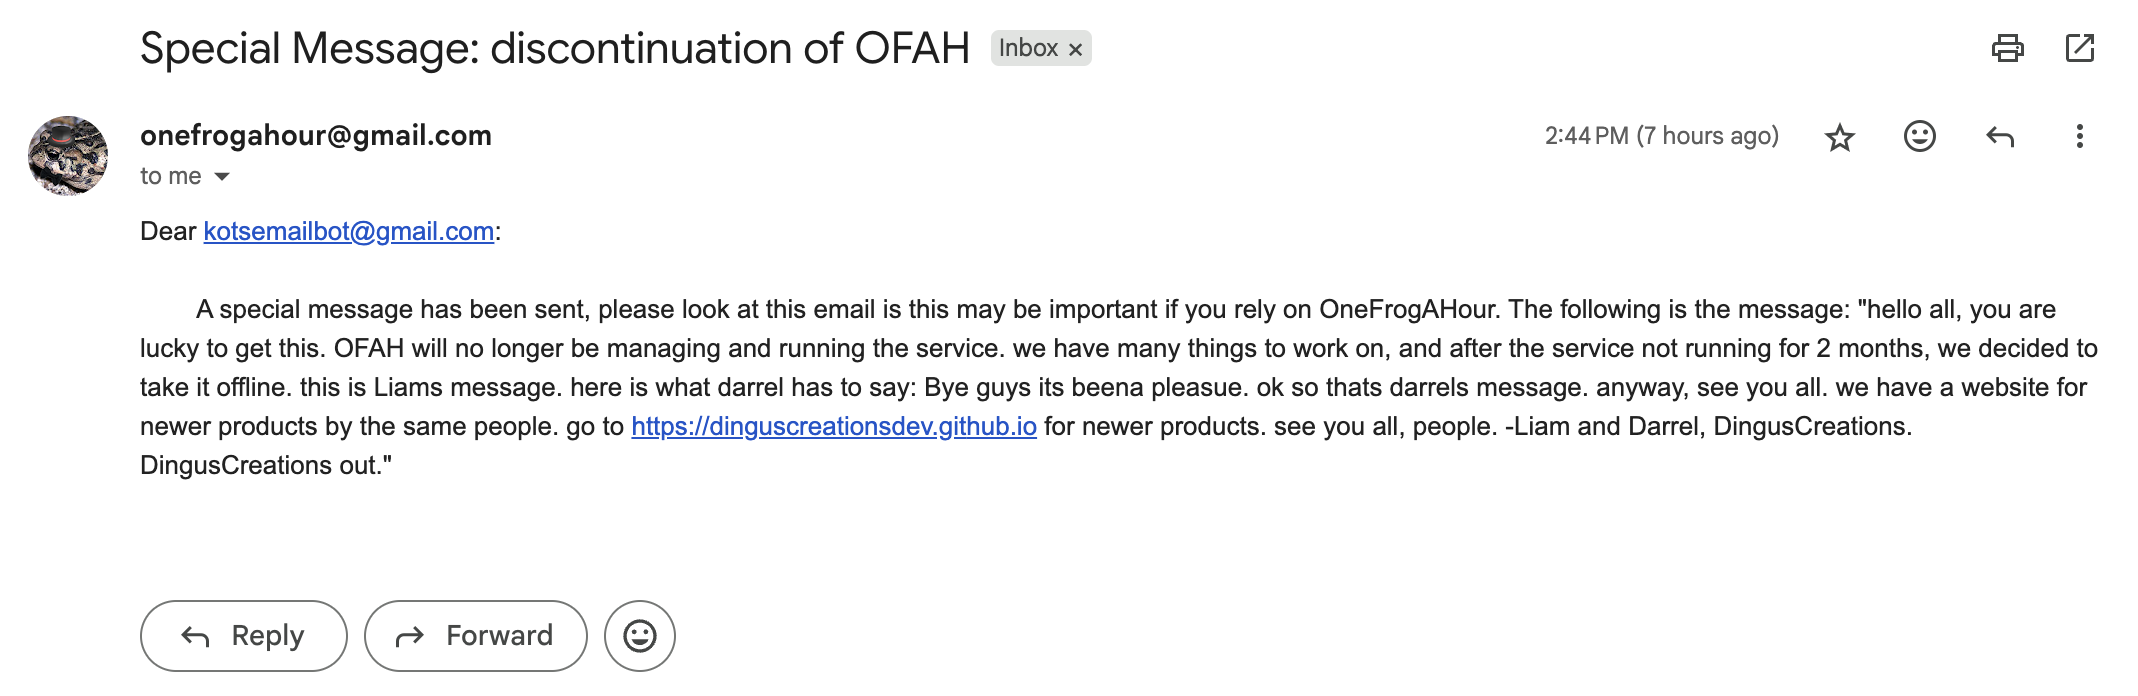 Special Message: discontinuation of OFAH Inbox ×
onefrogahour@gmail.com 2:44 PM (7 hours ago)
to me
Dear kotsemailbot@gmail.com:
A special message has been sent, please look at this email is this may be important if you rely on OneFrogAHour. The following is the message: "hello all, you are
lucky to get this. OFAH will no longer be managing and running the service. we have many things to work on, and after the service not running for 2 months, we decided to
take it offline. this is Liams message. here is what darrel has to say: Bye guys its beena pleasue. ok so thats darrels message. anyway, see you all. we have a website for
newer products by the same people. go to https://dinguscreationsdev.github.io for newer products. see you all, people. -Liam and Darrel, DingusCreations.
DingusCreations out."
Reply Forward